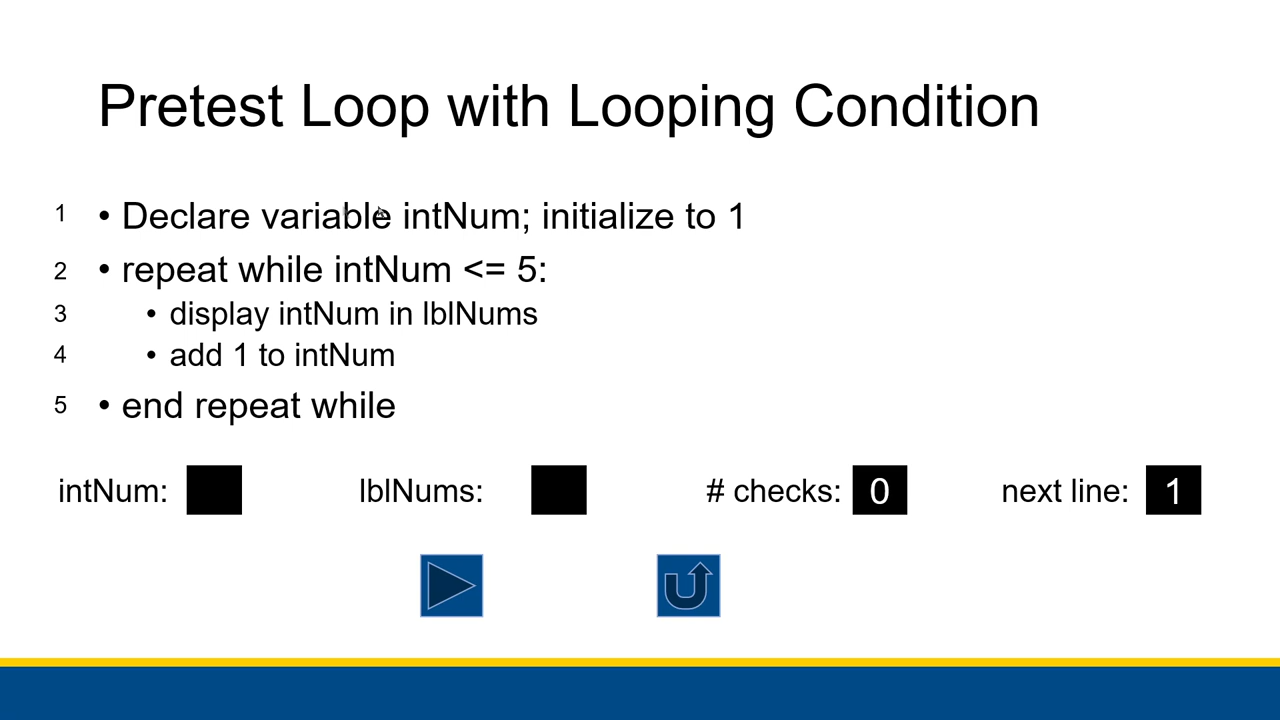 Pretest Loop with Looping Condition
1 • Declare variable intNum; initialize to 1
2 • repeat while intNum <= 5:
3 • display intNum in lblNums
4 • add 1 to intNum
5 • end repeat while
intNum: lblNums: # checks: 0 next line: 1